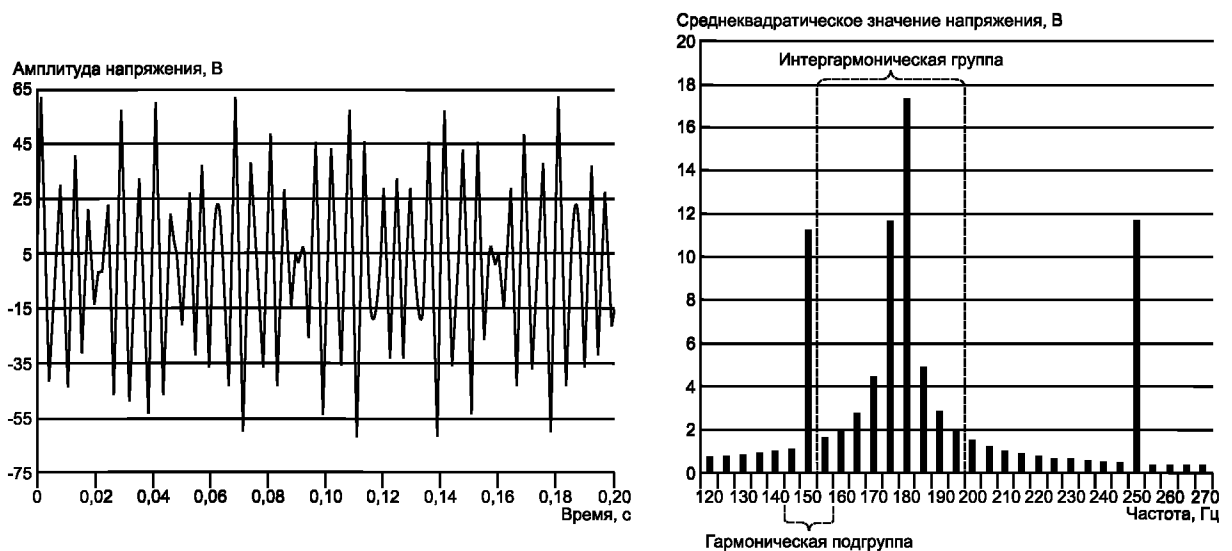 Амплитуда напряжения, В
65
45
25
5
-15
-35
-55
-75
0 0,02 0,04 0,06 0,08 0,10 0,12 0,14 0,16 0,18 0,20
Время, с
Среднеквадратическое значение напряжения, В
20
Интергармоническая группа
18
16
14
12
10
8
6
4
2
0
120 130 140 150 160 170 180 190 200 210 220 230 240 250 260 270
Частота, Гц
Гармоническая подгруппа